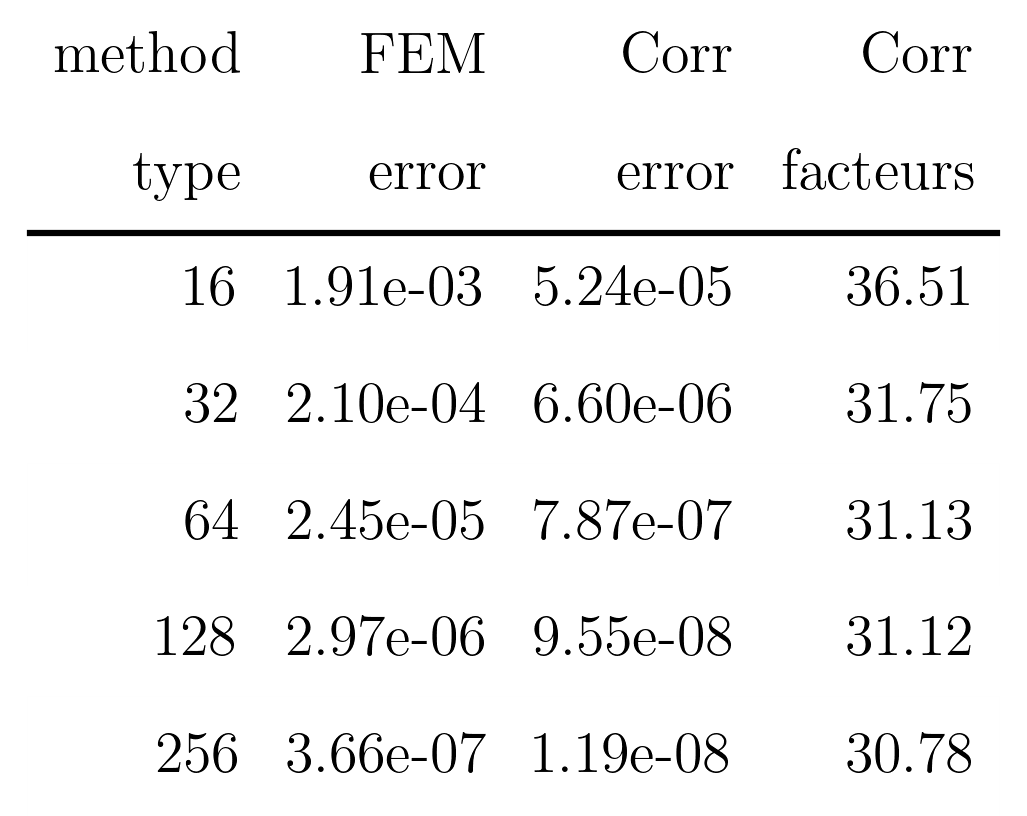 method FEM Corr Corr
type error error facteurs
16 1.91e-03 5.24e-05 36.51
32 2.10e-04 6.60e-06 31.75
64 2.45e-05 7.87e-07 31.13
128 2.97e-06 9.55e-08 31.12
256 3.66e-07 1.19e-08 30.78